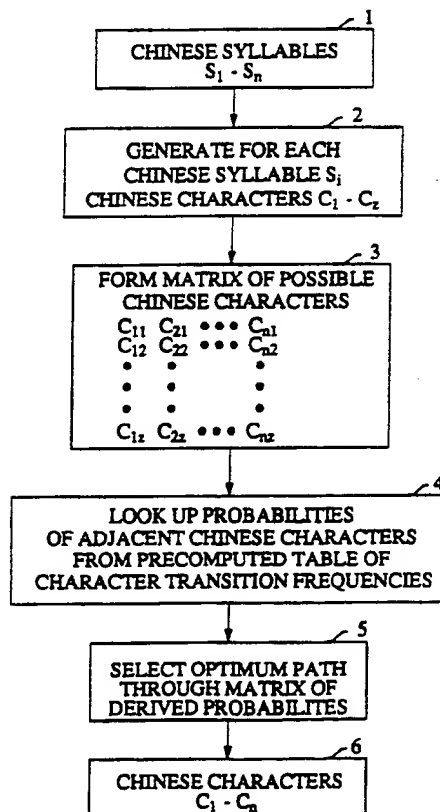 1
CHINESE SYLLABLES
S₁ - Sₙ
2
GENERATE FOR EACH
CHINESE SYLLABLE Sᵢ
CHINESE CHARACTERS C₁ - C_z
3
FORM MATRIX OF POSSIBLE
CHINESE CHARACTERS
C₁₁ C₂₁ ••• Cₙ₁
C₁₂ C₂₂ ••• Cₙ₂
• • •
• • •
• • •
C₁z C₂z ••• Cₙz
4
LOOK UP PROBABILITIES
OF ADJACENT CHINESE CHARACTERS
FROM PRECOMPUTED TABLE OF
CHARACTER TRANSITION FREQUENCIES
5
SELECT OPTIMUM PATH
THROUGH MATRIX OF
DERIVED PROBABILITES
6
CHINESE CHARACTERS
C₁ - Cₙ